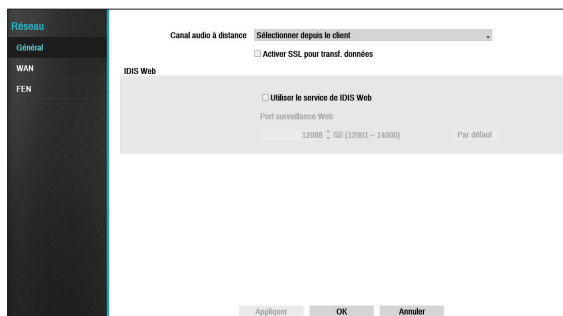 Réseau
Général
WAN
FEN
Canal audio à distance Sélectionner depuis le client
Activer SSL pour transf. données
IDIS Web
Utiliser le service de IDIS Web
Port surveillance Web
12088 (12001 ~ 14000) Par défaut
Appliquer OK Annuler